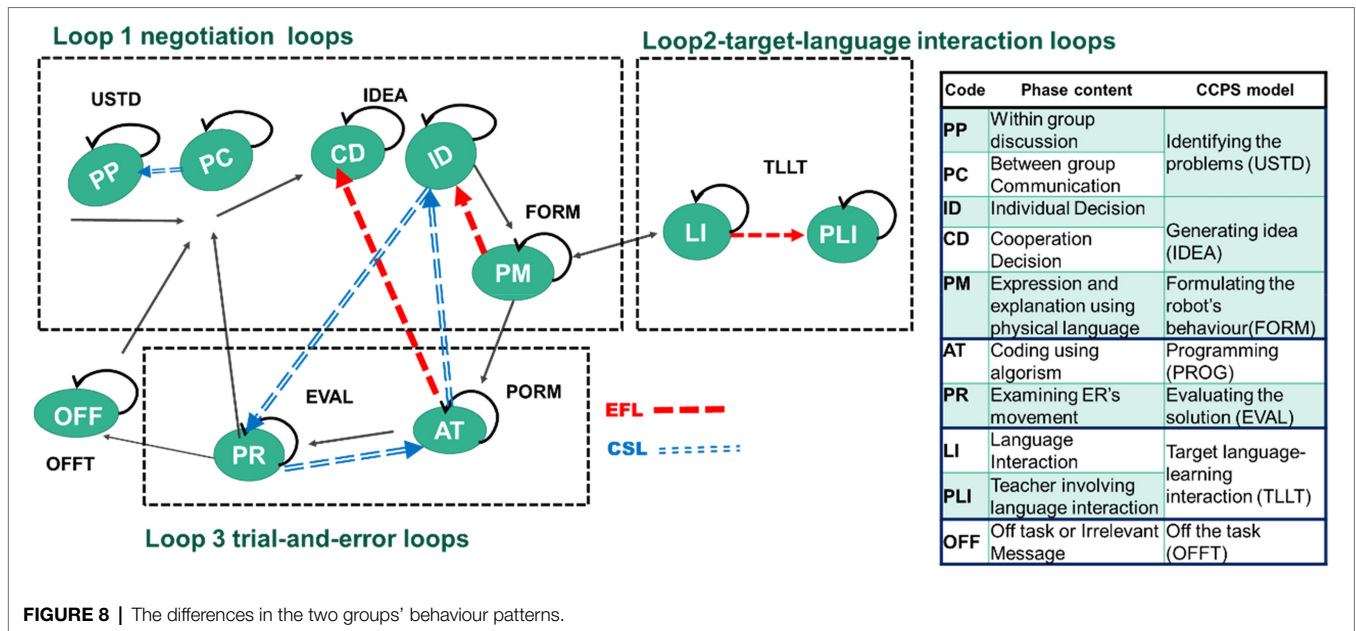 Loop 1 negotiation loops
Loop2-target-language interaction loops
USTD
IDEA
PP
PC
CD
ID
FORM
PM
TLLT
LI
PLI
OFF
OFFT
EVAL
PR
PORM
AT
EFL
CSL
Loop 3 trial-and-error loops
Code Phase content CCPS model
PP Within group
discussion
PC Between group
Communication
Identifying the
problems (USTD)
ID Individual Decision
CD Cooperation
Decision
Generating idea
(IDEA)
PM Expression and
explanation using
physical language
Formulating the
robot's
behaviour(FORM)
AT Coding using
algorism
Programming
(PROG)
PR Examining ER's
movement
Evaluating the
solution (EVAL)
LI Language
Interaction
PLI Teacher involving
language interaction
Target language-
learning
interaction (TLLT)
OFF Off task or Irrelevant
Message
Off the task
(OFFT)
FIGURE 8 | The differences in the two groups' behaviour patterns.